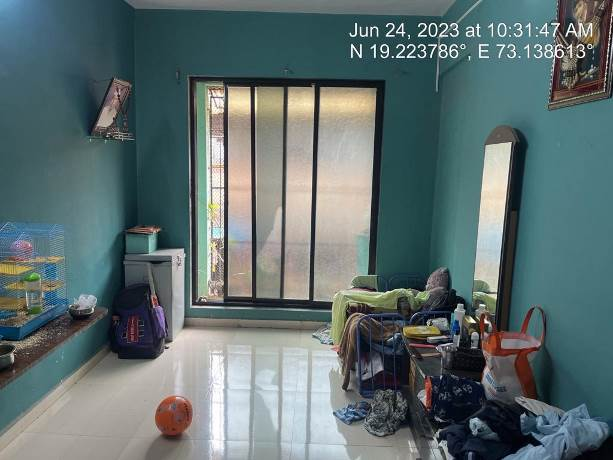 Jun 24, 2023 at 10:31:47 AM
N 19.223786°, E 73.138613°